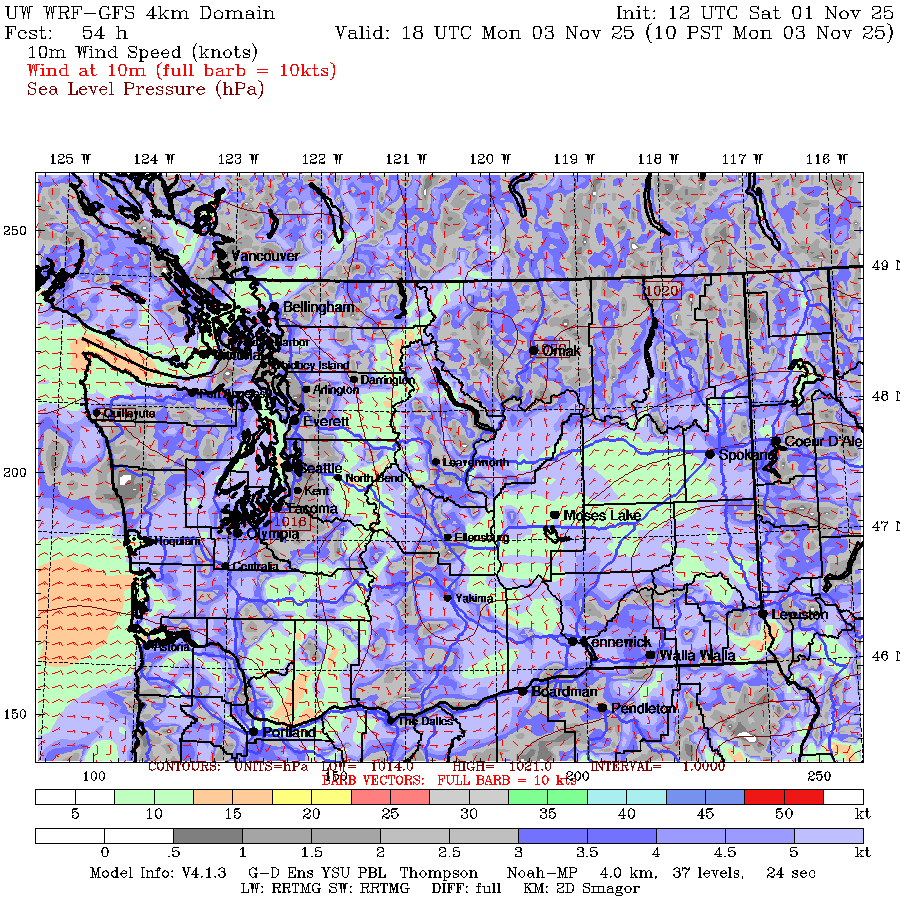 UW WRF-GFS 4km Domain Init: 12 UTC Sat 01 Nov 25
Fcst: 54 h Valid: 18 UTC Mon 03 Nov 25 (10 PST Mon 03 Nov 25)
10m Wind Speed (knots)
Wind at 10m (full barb = 10kts)
Sea Level Pressure (hPa)
125 W 124 W 123 W 122 W 121 W 120 W 119 W 118 W 117 W 116 W
250
Vancouver
49 N
1020
Bellingham
Harbor
Whidbey Island
Omak
Darrington
Arlington
Port Angeles
48 N
Quillayute
Everett
Coeur D'Ale
Spokane
Leavenworth
Seattle
200
North Bend
Kent
Tacoma
Moses Lake
1016
47 N
Olympia
Hoquiam
Ellensburg
Centralia
Yakima
Lewiston
Astoria
Kennewick
Walla Walla
46 N
Boardman
Pendleton
150
The Dalles
Portland
CONTOURS: UNITS=hPa LOW= 1014.0 HIGH= 1021.0 INTERVAL= 1.0000
100 150 200 250
BARB VECTORS: FULL BARB = 10 kts
5 10 15 20 25 30 35 40 45 50 kt
0 .5 1 1.5 2 2.5 3 3.5 4 4.5 5 kt
Model Info: V4.1.3 G-D Ens YSU PBL Thompson Noah-MP 4.0 km, 37 levels, 24 sec
LW: RRTMG SW: RRTMG DIFF: full KM: 2D Smagor